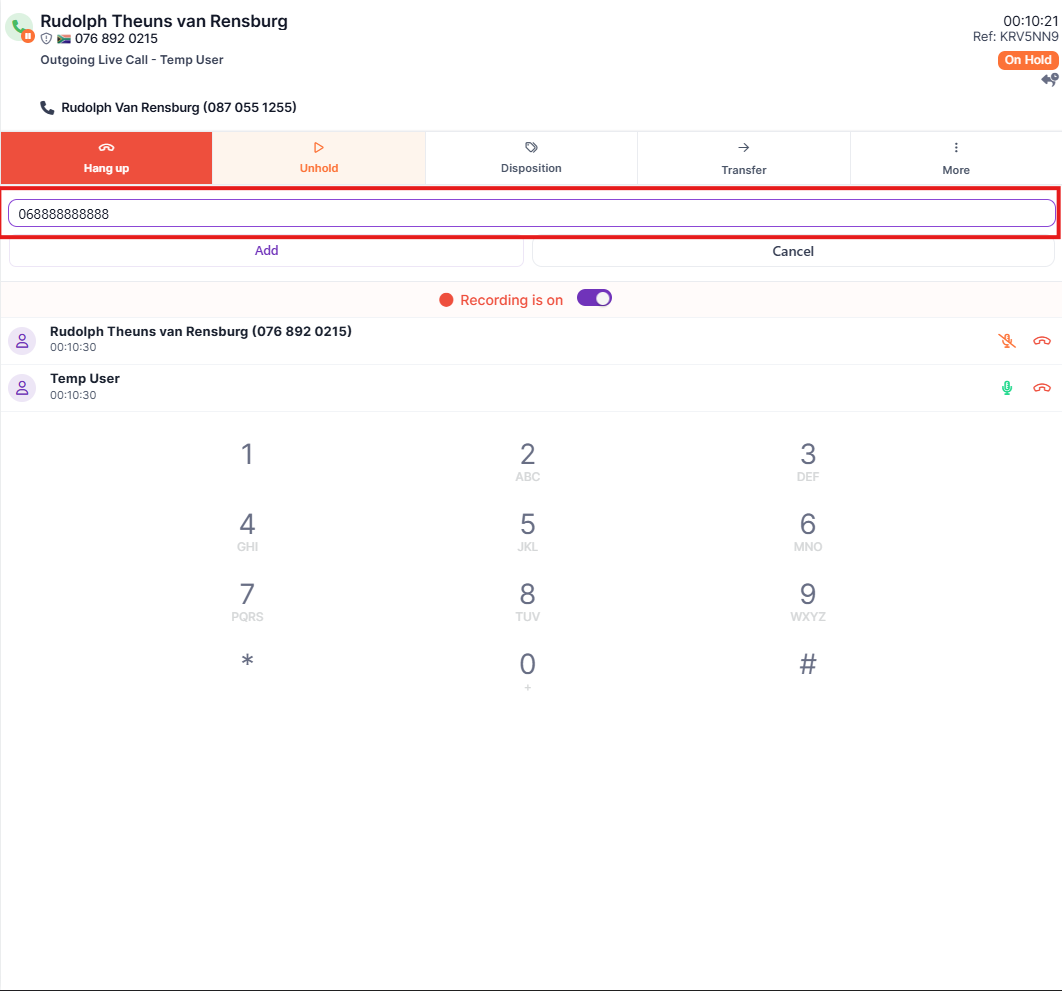 Rudolph Theuns van Rensburg
00:10:21
076 892 0215
Ref: KRV5NN9
Outgoing Live Call - Temp User
On Hold
Rudolph Van Rensburg (087 055 1255)
Hang up
Unhold
Disposition
Transfer
More
068888888888
Add
Cancel
Recording is on
Rudolph Theuns van Rensburg (076 892 0215)
00:10:30
Temp User
00:10:30
1 2 3
ABC DEF
4 5 6
GHI JKL MNO
7 8 9
PQRS TUV WXYZ
* 0 #
+